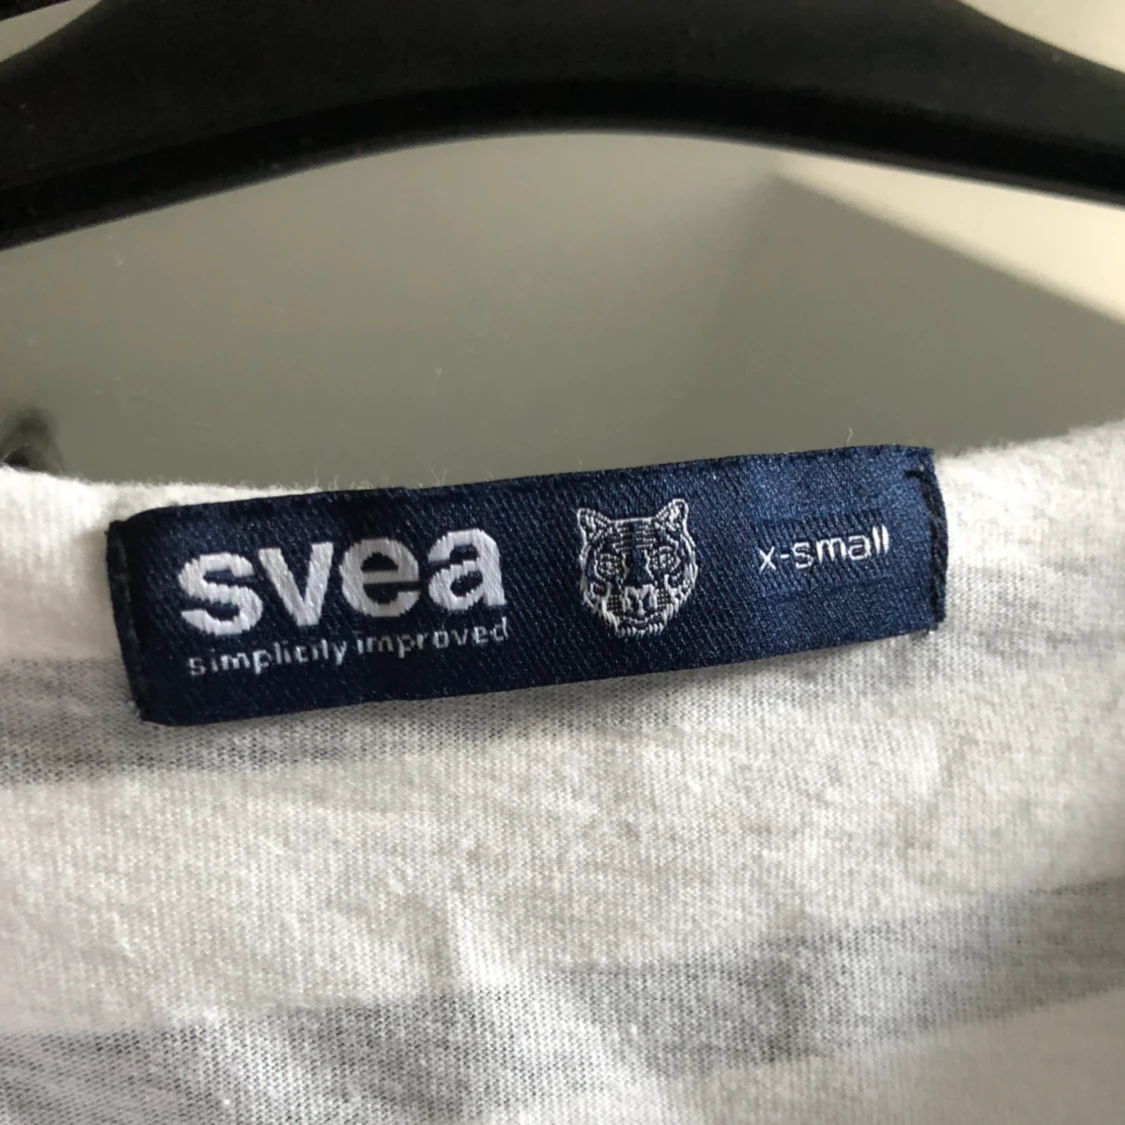 svea
simplicity improved
x-small